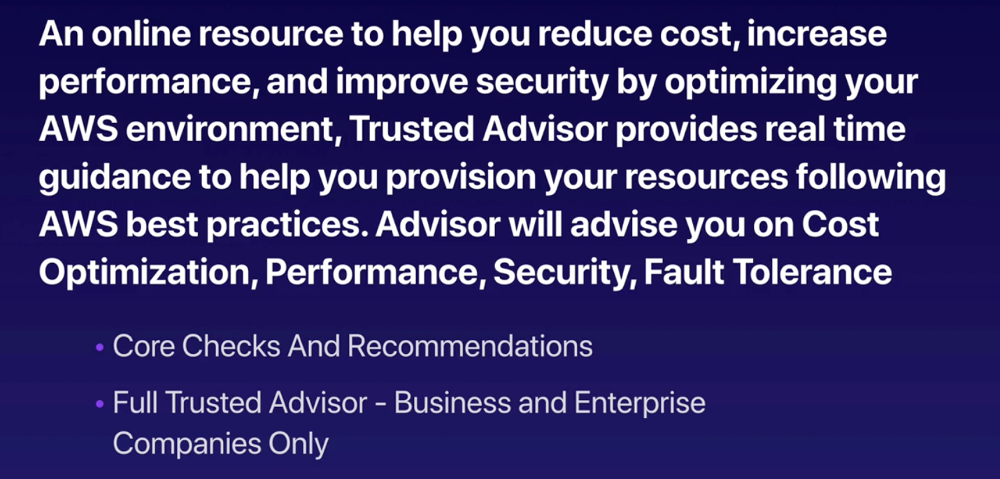 An online resource to help you reduce cost, increase
performance, and improve security by optimizing your
AWS environment, Trusted Advisor provides real time
guidance to help you provision your resources following
AWS best practices. Advisor will advise you on Cost
Optimization, Performance, Security, Fault Tolerance
• Core Checks And Recommendations
• Full Trusted Advisor - Business and Enterprise
Companies Only